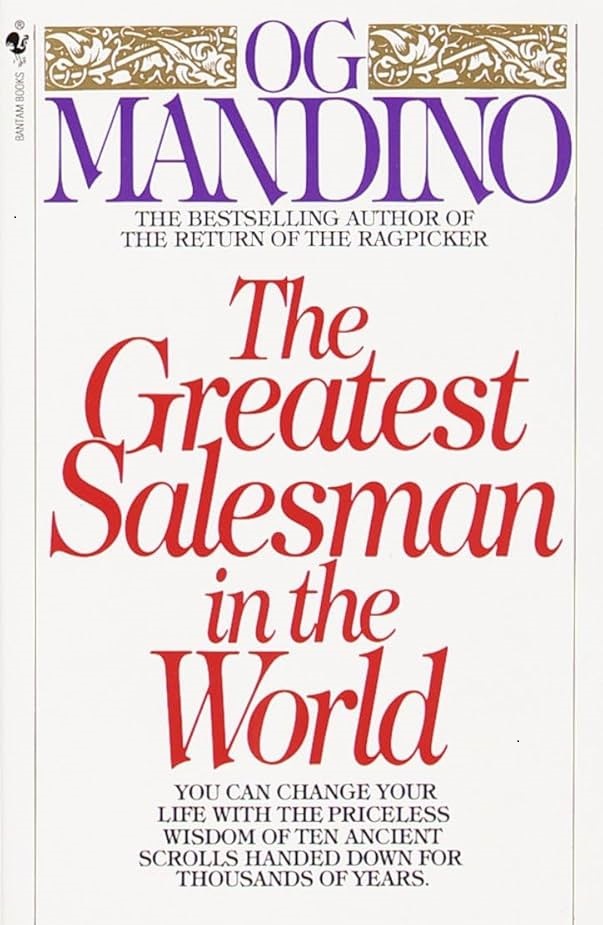 BANTAM BOOKS
®
OG
MANDINO
THE BESTSELLING AUTHOR OF
THE RETURN OF THE RAGPICKER
The
Greatest
Salesman
in the
World
YOU CAN CHANGE YOUR
LIFE WITH THE PRICELESS
WISDOM OF TEN ANCIENT
SCROLLS HANDED DOWN FOR
THOUSANDS OF YEARS.